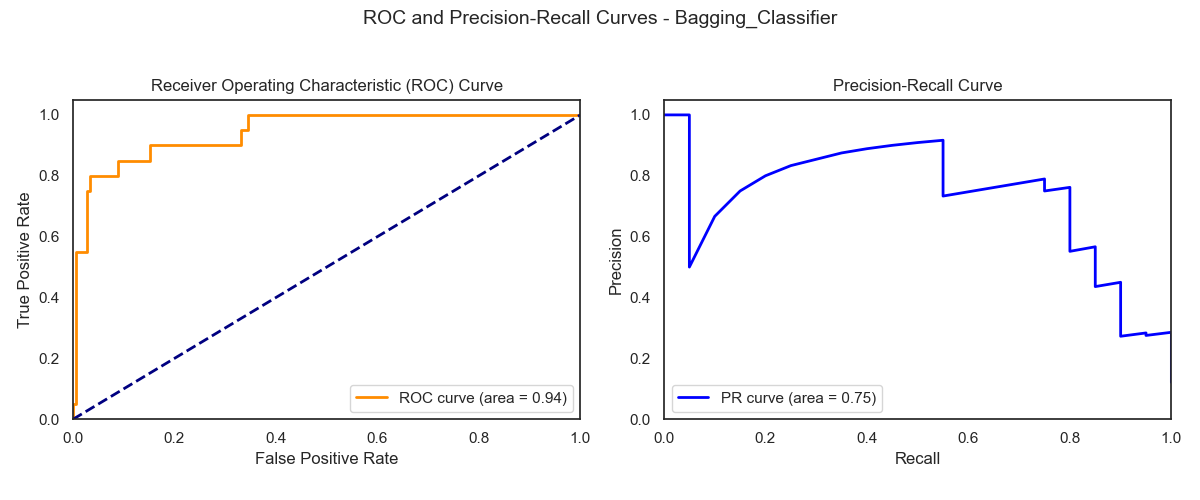 ROC and Precision-Recall Curves - Bagging_Classifier
Receiver Operating Characteristic (ROC) Curve
True Positive Rate
1.0
0.8
0.6
0.4
0.2
0.0
0.0 0.2 0.4 0.6 0.8 1.0
False Positive Rate
ROC curve (area = 0.94)
Precision-Recall Curve
Precision
1.0
0.8
0.6
0.4
0.2
0.0
0.0 0.2 0.4 0.6 0.8 1.0
Recall
PR curve (area = 0.75)